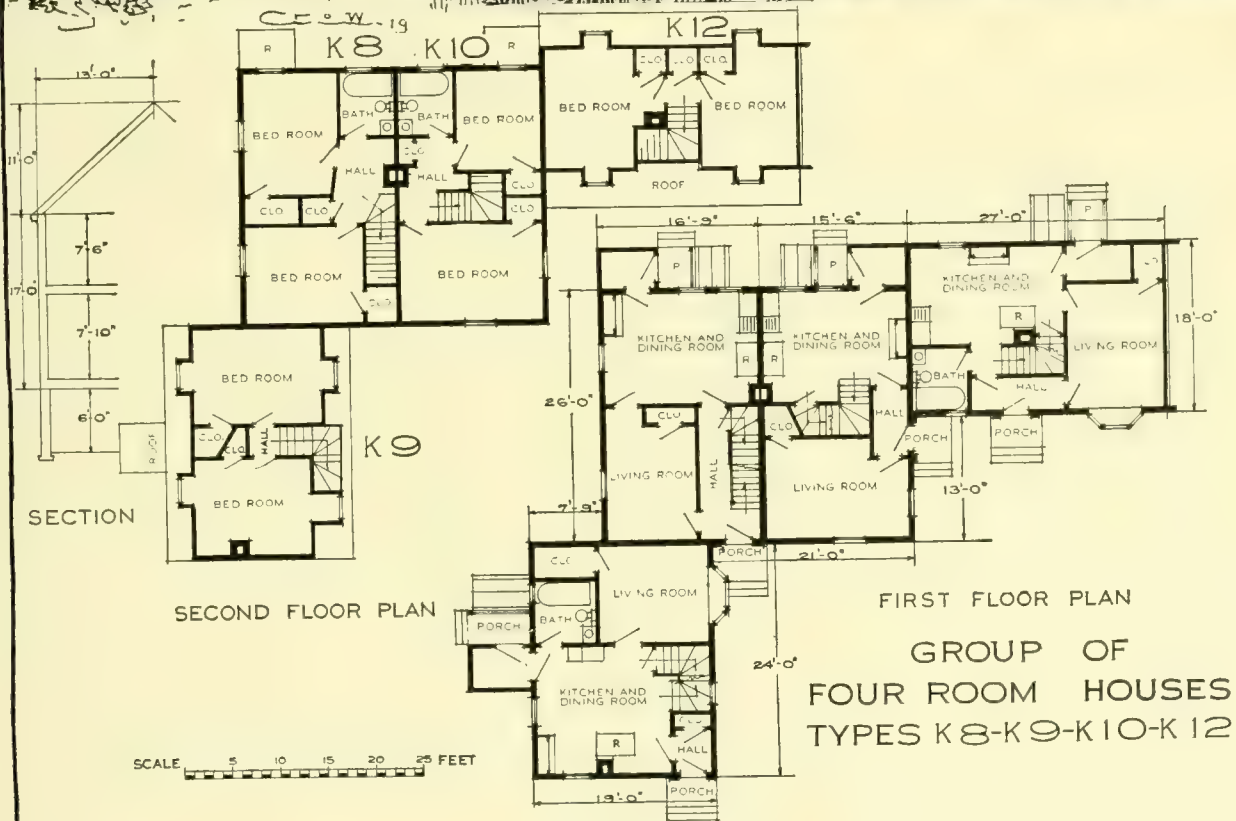 Crow. 19
R
K8
K10
R
K12
13'-0"
11'-0"
7'-6"
17'-0"
7'-10"
6'-0"
SECTION
BED ROOM
BATH
BATH
BED ROOM
CLO
HALL
HALL
CLO.
CLO
CLO
CLO
BED ROOM
BED ROOM
CLO
CLO
CLO
CLO.
BED ROOM
BED ROOM
ROOF
BED ROOM
CLO.
CLO
HALL
ROOF
BED ROOM
K9
SECOND FLOOR PLAN
16'-9"
15'-6"
27'-0"
P
P
P
KITCHEN AND
DINING ROOM
R
R
KITCHEN AND
DINING ROOM
KITCHEN AND
DINING ROOM
R
LIVING ROOM
BATH
HALL
18'-0"
26'-0"
CLO
CLO
HALL
PORCH
PORCH
LIVING ROOM
HALL
LIVING ROOM
13'-0"
7'-9"
PORCH
21'-0"
CLO
LIVING ROOM
PORCH
BATH
24'-0"
KITCHEN AND
DINING ROOM
R
CLO
HALL
PORCH
19'-0"
FIRST FLOOR PLAN
GROUP OF
FOUR ROOM HOUSES
TYPES K8-K9-K10-K12
SCALE 5 10 15 20 25 FEET